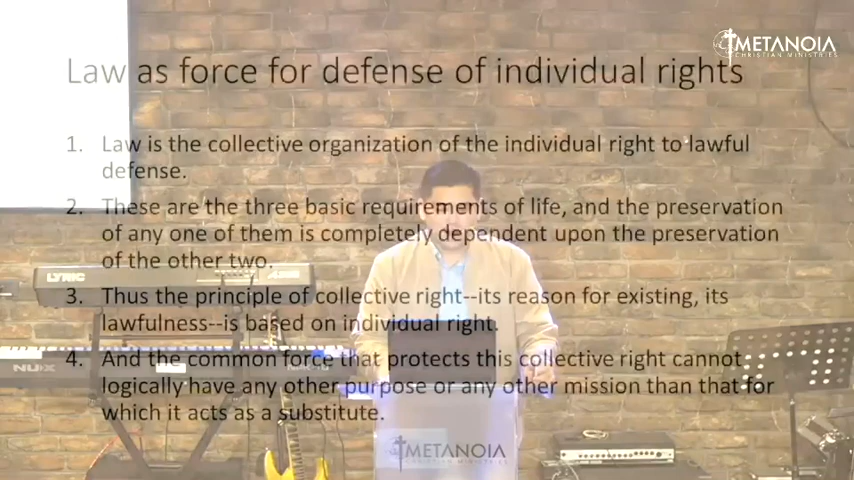 METANOIA
CHRISTIAN MINISTRIES
Law as force for defense of individual rights
1. Law is the collective organization of the individual right to lawful
defense.
2. These are the three basic requirements of life, and the preservation
of any one of them is completely dependent upon the preservation
of the other two.
3. Thus the principle of collective right--its reason for existing, its
lawfulness--is based on individual right.
4. And the common force that protects this collective right cannot
logically have any other purpose or any other mission than that for
which it acts as a substitute.
LYRIC
NUX
METANOIA
CHRISTIAN MINISTRIES